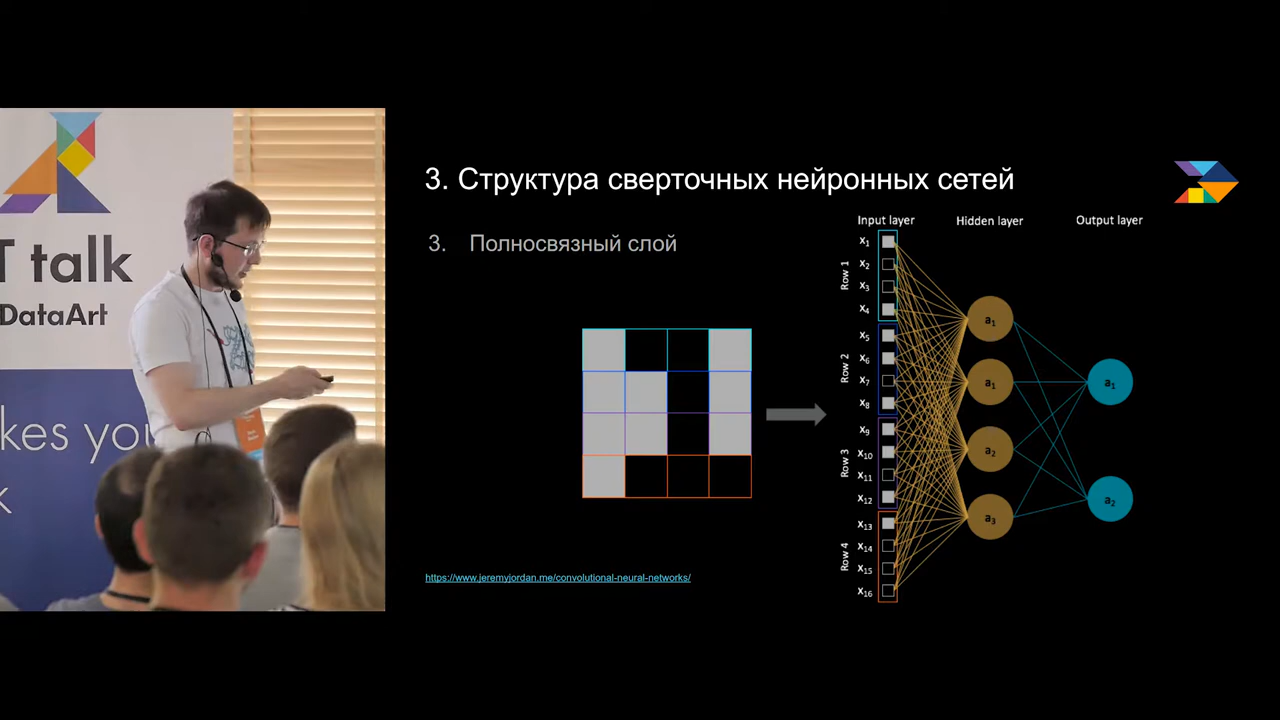 T talk
DataArt
kes you
k
3. Структура сверточных нейронных сетей
3. Полносвязный слой
Input layer
Hidden layer
Output layer
Row 1
x1
x2
x3
x4
Row 2
x5
x6
x7
x8
Row 3
x9
x10
x11
x12
Row 4
x13
x14
x15
x16
a1
a1
a2
a3
a1
a2
https://www.jeremyjordan.me/convolutional-neural-networks/